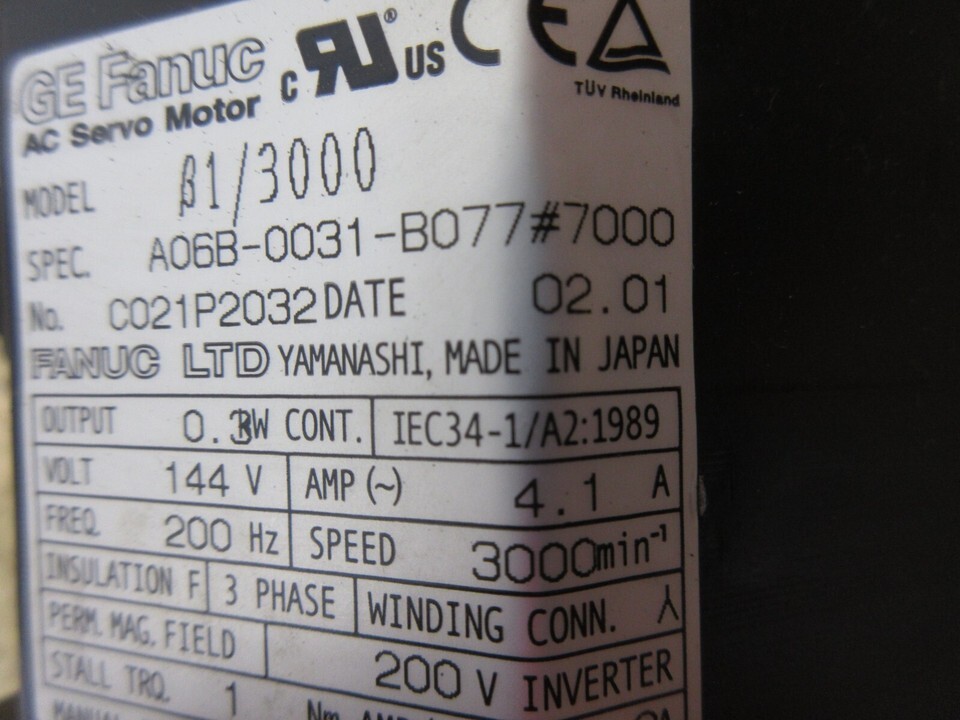 GE Fanuc
AC Servo Motor
c RU® US CE
TÜV Rheinland
MODEL β1/3000
SPEC. A06B-0031-B077#7000
No. C021P2032 DATE 02.01
FANUC LTD YAMANASHI, MADE IN JAPAN
OUTPUT 0.3KW CONT. IEC34-1/A2:1989
VOLT 144 V AMP (~) 4.1 A
FREQ. 200 Hz SPEED 3000min⁻¹
INSULATION F 3 PHASE WINDING CONN. ⅄
PERM. MAG. FIELD 200 V INVERTER
STALL TRQ. 1 Nm